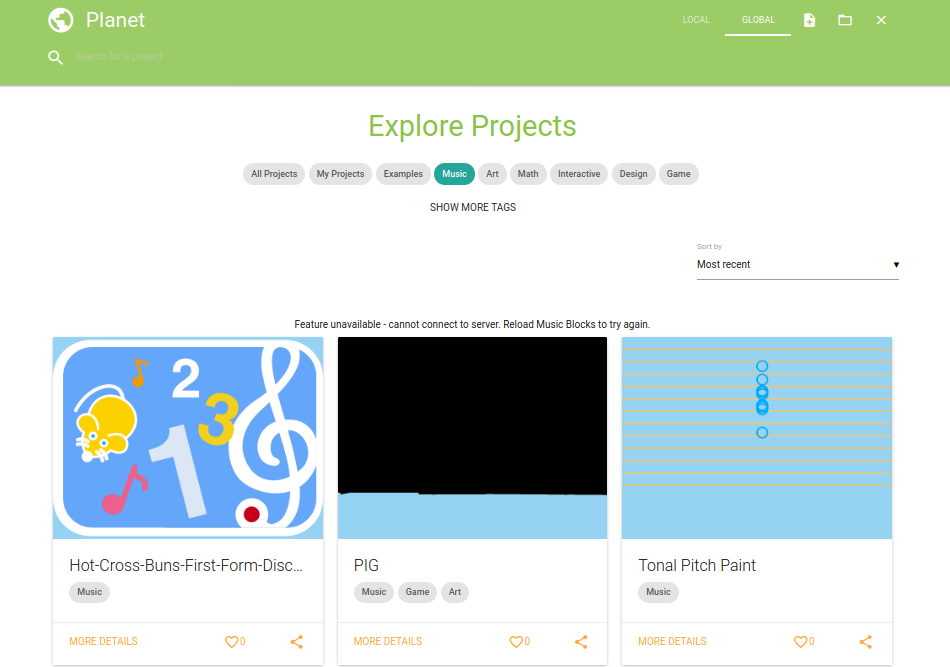 Planet
LOCAL GLOBAL
Search for a project
Explore Projects
All Projects My Projects Examples Music Art Math Interactive Design Game
SHOW MORE TAGS
Sort by
Most recent
Feature unavailable - cannot connect to server. Reload Music Blocks to try again.
2
3
1
Hot-Cross-Buns-First-Form-Disc...
Music
MORE DETAILS 0
PIG
Music Game Art
MORE DETAILS 0
Tonal Pitch Paint
Music
MORE DETAILS 0